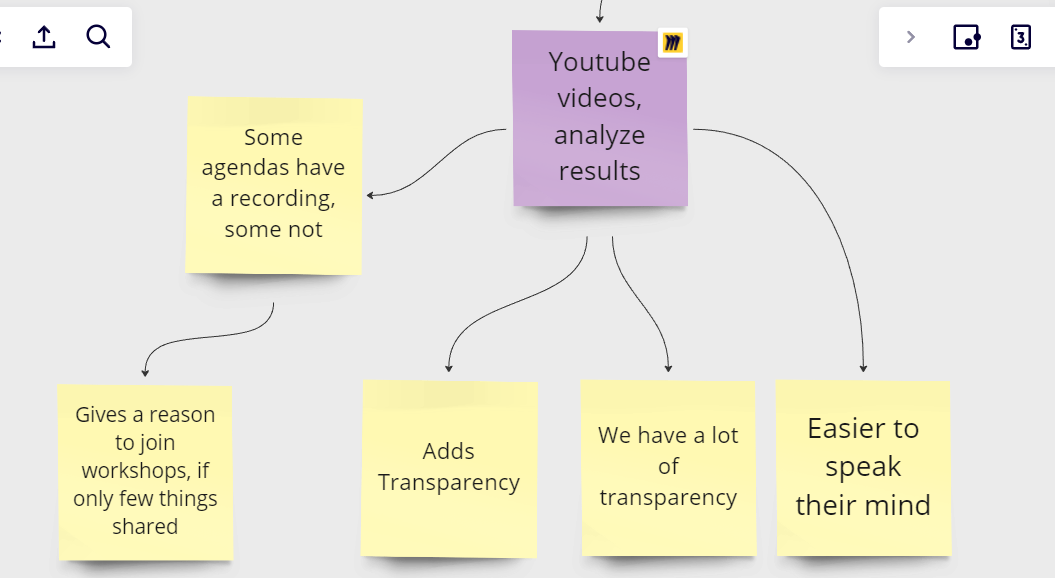 Youtube
videos,
analyze
results
Some
agendas have
a recording,
some not
Gives a reason
to join
workshops, if
only few things
shared
Adds
Transparency
We have a lot
of
transparency
Easier to
speak
their mind
3